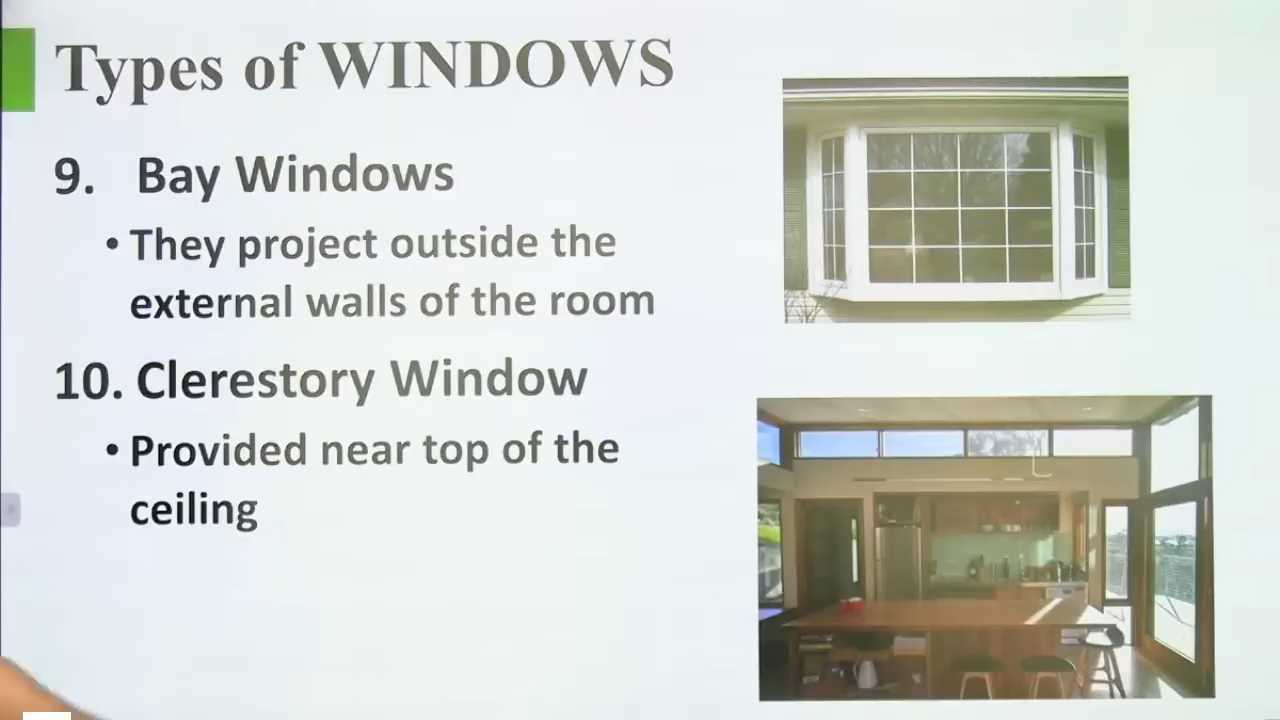 Types of WINDOWS
9. Bay Windows
• They project outside the
external walls of the room
10. Clerestory Window
• Provided near top of the
ceiling